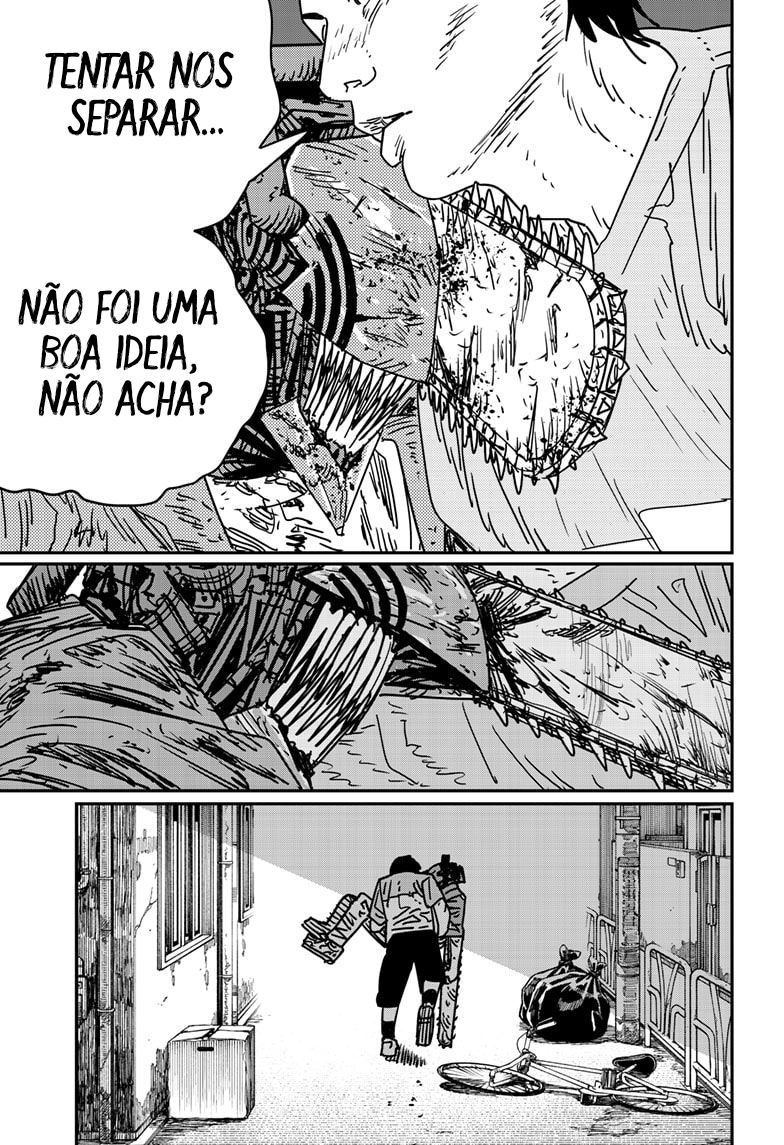 TENTAR NOS
SEPARAR...
NÃO FOI UMA
BOA IDEIA,
NÃO ACHA?